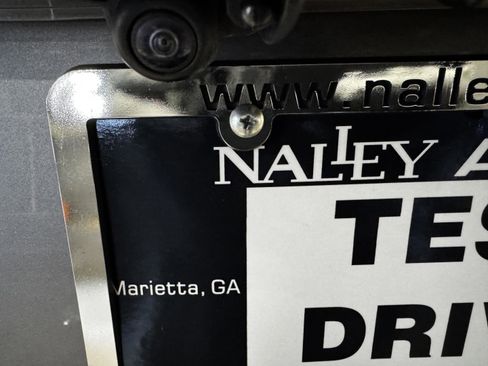 www.nalle
NALLEY A
TES
Marietta, GA
DRIV